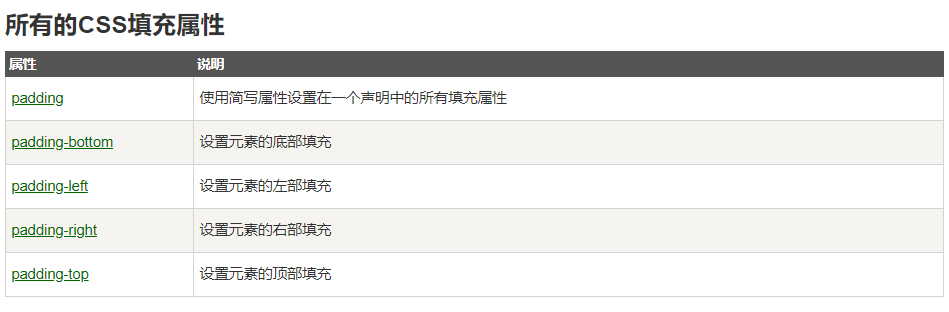 所有的CSS填充属性
属性 说明
padding 使用简写属性设置在一个声明中的所有填充属性
padding-bottom 设置元素的底部填充
padding-left 设置元素的左部填充
padding-right 设置元素的右部填充
padding-top 设置元素的顶部填充